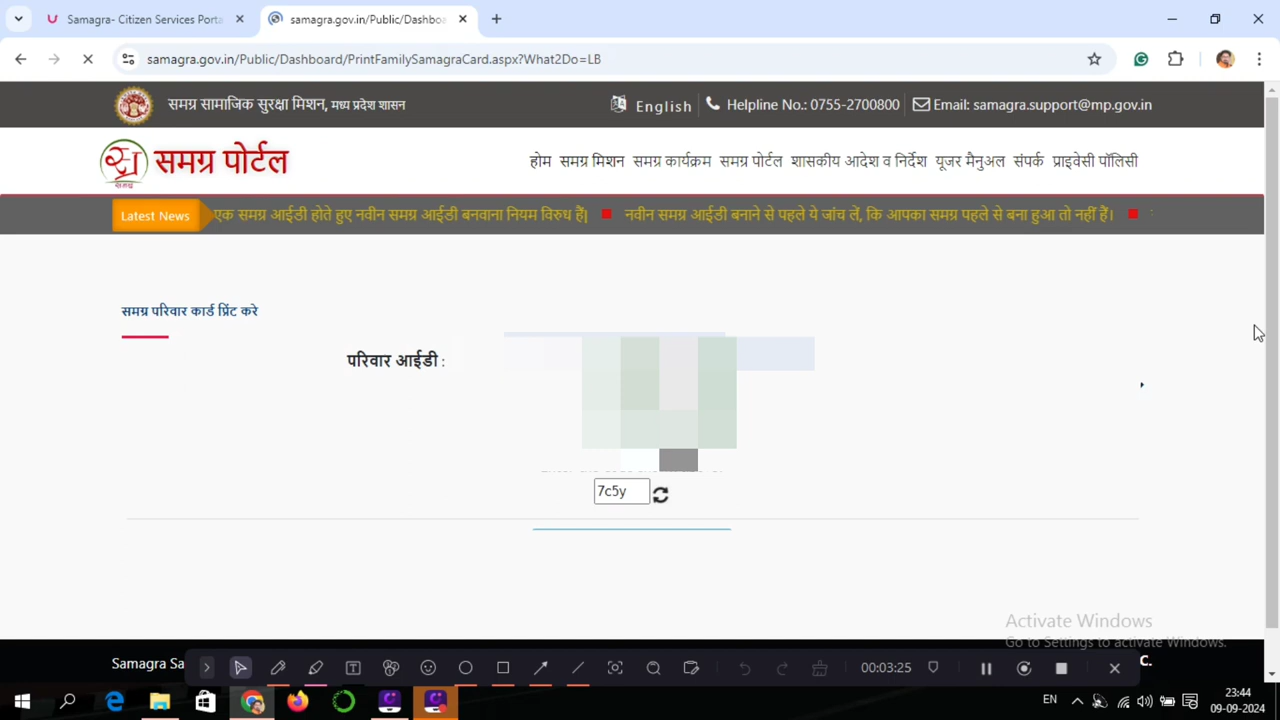 Samagra- Citizen Services Porta
samagra.gov.in/Public/Dashboa
samagra.gov.in/Public/Dashboard/PrintFamilySamagraCard.aspx?What2Do=LB
समग्र सामाजिक सुरक्षा मिशन, मध्य प्रदेश शासन
English
Helpline No.: 0755-2700800
Email: samagra.support@mp.gov.in
समग्र
समग्र पोर्टल
होम समग्र मिशन समग्र कार्यक्रम समग्र पोर्टल शासकीय आदेश व निर्देश यूजर मैनुअल संपर्क प्राइवेसी पॉलिसी
Latest News
एक समग्र आईडी होते हुए नवीन समग्र आईडी बनवाना नियम विरुध हैं|
नवीन समग्र आईडी बनाने से पहले ये जांच लें, कि आपका समग्र पहले से बना हुआ तो नहीं हैं।
समग्र परिवार कार्ड प्रिंट करे
परिवार आईडी :
7c5y
Activate Windows
Go to Settings to activate Windows.
Samagra Sa
C.
00:03:25
EN
23:44
09-09-2024